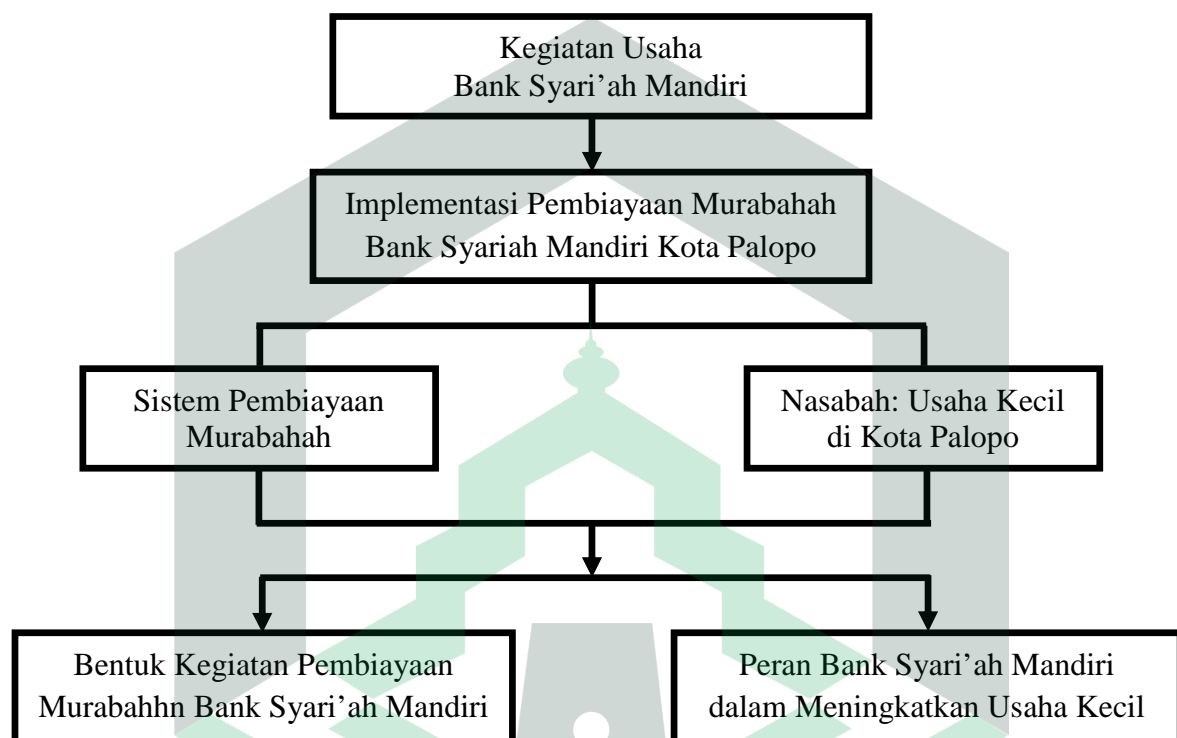 Kegiatan Usaha
Bank Syari’ah Mandiri
Implementasi Pembiayaan Murabahah
Bank Syariah Mandiri Kota Palopo
Sistem Pembiayaan
Murabahah
Nasabah: Usaha Kecil
di Kota Palopo
Bentuk Kegiatan Pembiayaan
Murabahhn Bank Syari’ah Mandiri
Peran Bank Syari’ah Mandiri
dalam Meningkatkan Usaha Kecil